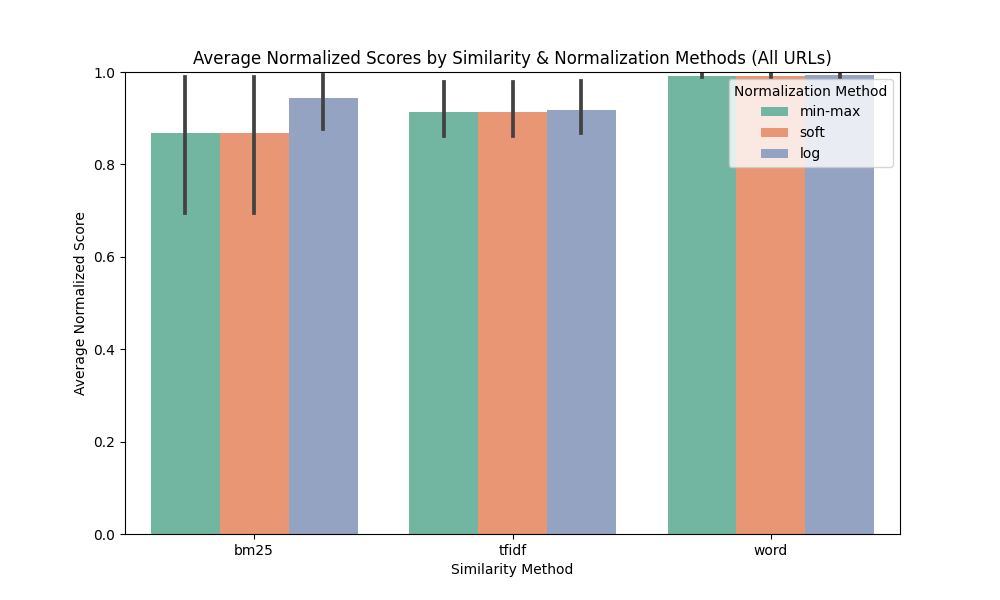 Average Normalized Scores by Similarity & Normalization Methods (All URLs)
Average Normalized Score
1.0
0.8
0.6
0.4
0.2
0.0
Normalization Method
min-max
soft
log
bm25
tfidf
word
Similarity Method